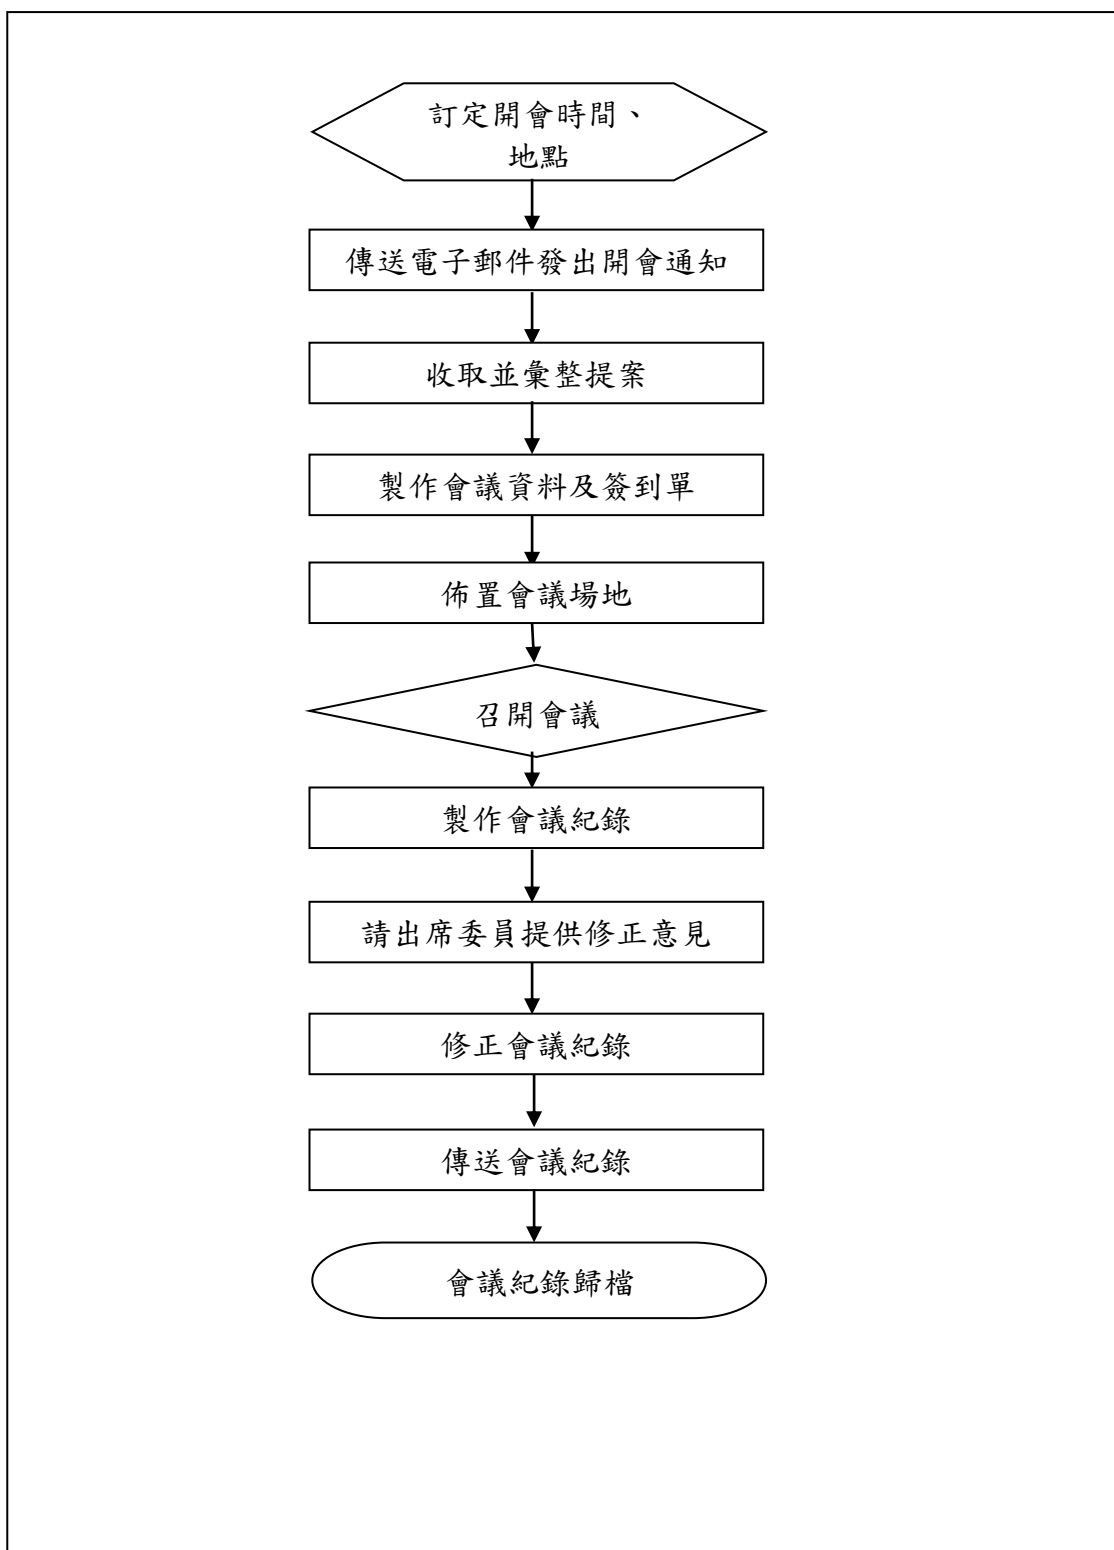 訂定開會時間、
地點
傳送電子郵件發出開會通知
收取並彙整提案
製作會議資料及簽到單
佈置會議場地
召開會議
製作會議紀錄
請出席委員提供修正意見
修正會議紀錄
傳送會議紀錄
會議紀錄歸檔